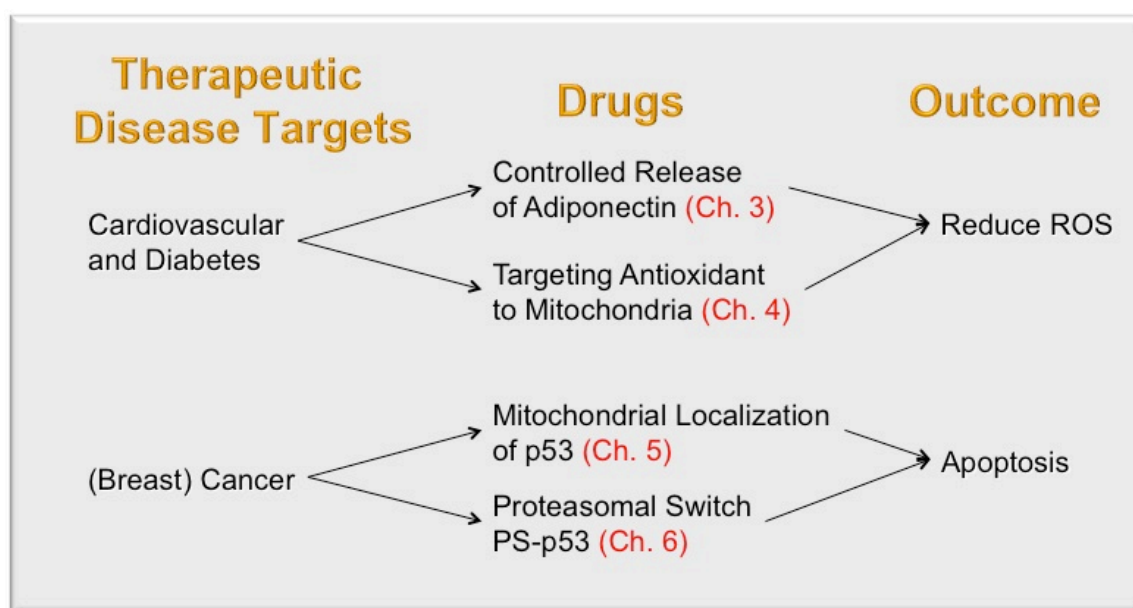 Therapeutic
Disease Targets
Drugs
Outcome
Cardiovascular
and Diabetes
Controlled Release
of Adiponectin (Ch. 3)
Targeting Antioxidant
to Mitochondria (Ch. 4)
Reduce ROS
(Breast) Cancer
Mitochondrial Localization
of p53 (Ch. 5)
Proteasomal Switch
PS-p53 (Ch. 6)
Apoptosis